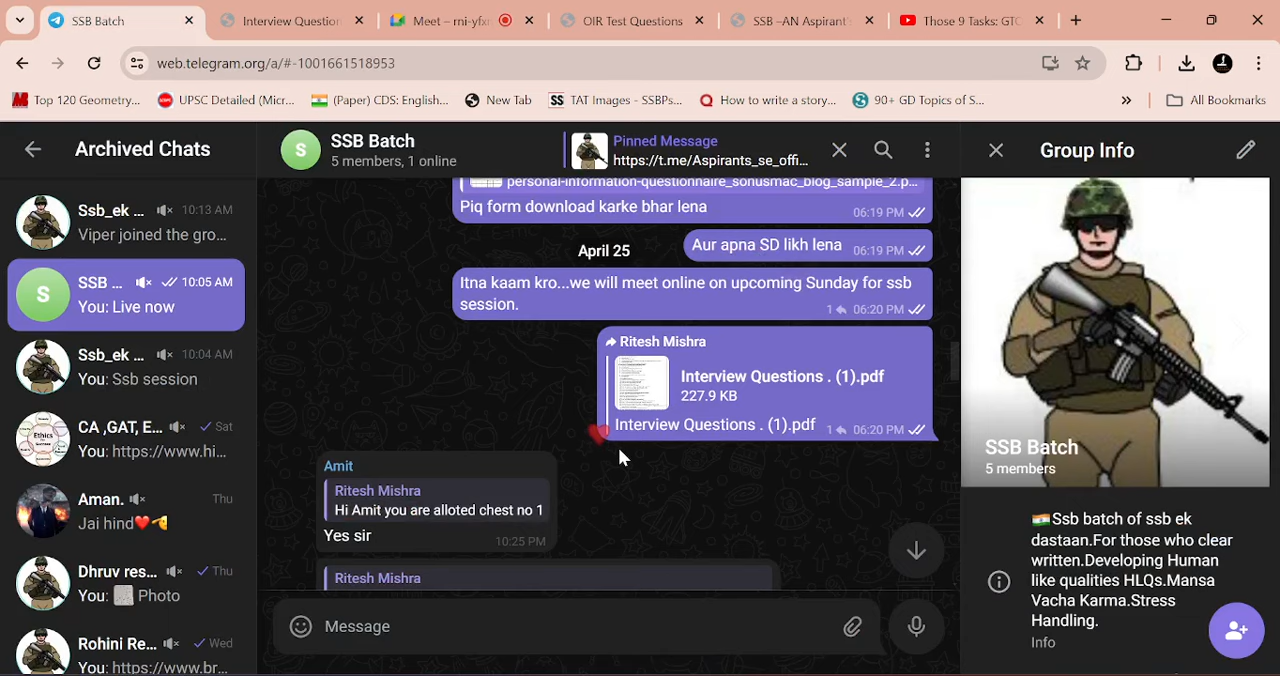 SSB Batch
Interview Question
Meet – rni-yfx
OIR Test Questions
SSB –AN Aspirant'
Those 9 Tasks: GTO
web.telegram.org/a/#-1001661518953
Top 120 Geometry...
UPSC Detailed (Micr...
(Paper) CDS: English...
New Tab
TAT Images - SSBPs...
How to write a story...
90+ GD Topics of S...
All Bookmarks
Archived Chats
Ssb_ek ... 10:13 AM
Viper joined the gro...
S
SSB ... 10:05 AM
You: Live now
Ssb_ek ... 10:04 AM
You: Ssb session
CA ,GAT, E... Sat
You: https://www.hi...
Aman. Thu
Jai hind❤️🫡
Dhruv res... Thu
You: Photo
Rohini Re... Wed
You: https://www.br...
S
SSB Batch
5 members, 1 online
Pinned Message
https://t.me/Aspirants_se_offi...
personal-information-questionnaire_sonusmac_blog_sample_2.p...
Piq form download karke bhar lena 06:19 PM
April 25
Aur apna SD likh lena 06:19 PM
Itna kaam kro...we will meet online on upcoming Sunday for ssb
session. 1 06:20 PM
Ritesh Mishra
Interview Questions . (1).pdf
227.9 KB
Interview Questions . (1).pdf 1 06:20 PM
Amit
Ritesh Mishra
Hi Amit you are alloted chest no 1
Yes sir 10:25 PM
Ritesh Mishra
Message
Group Info
SSB Batch
5 members
🇮🇳Ssb batch of ssb ek
dastaan.For those who clear
written.Developing Human
like qualities HLQs.Mansa
Vacha Karma.Stress
Handling.
Info